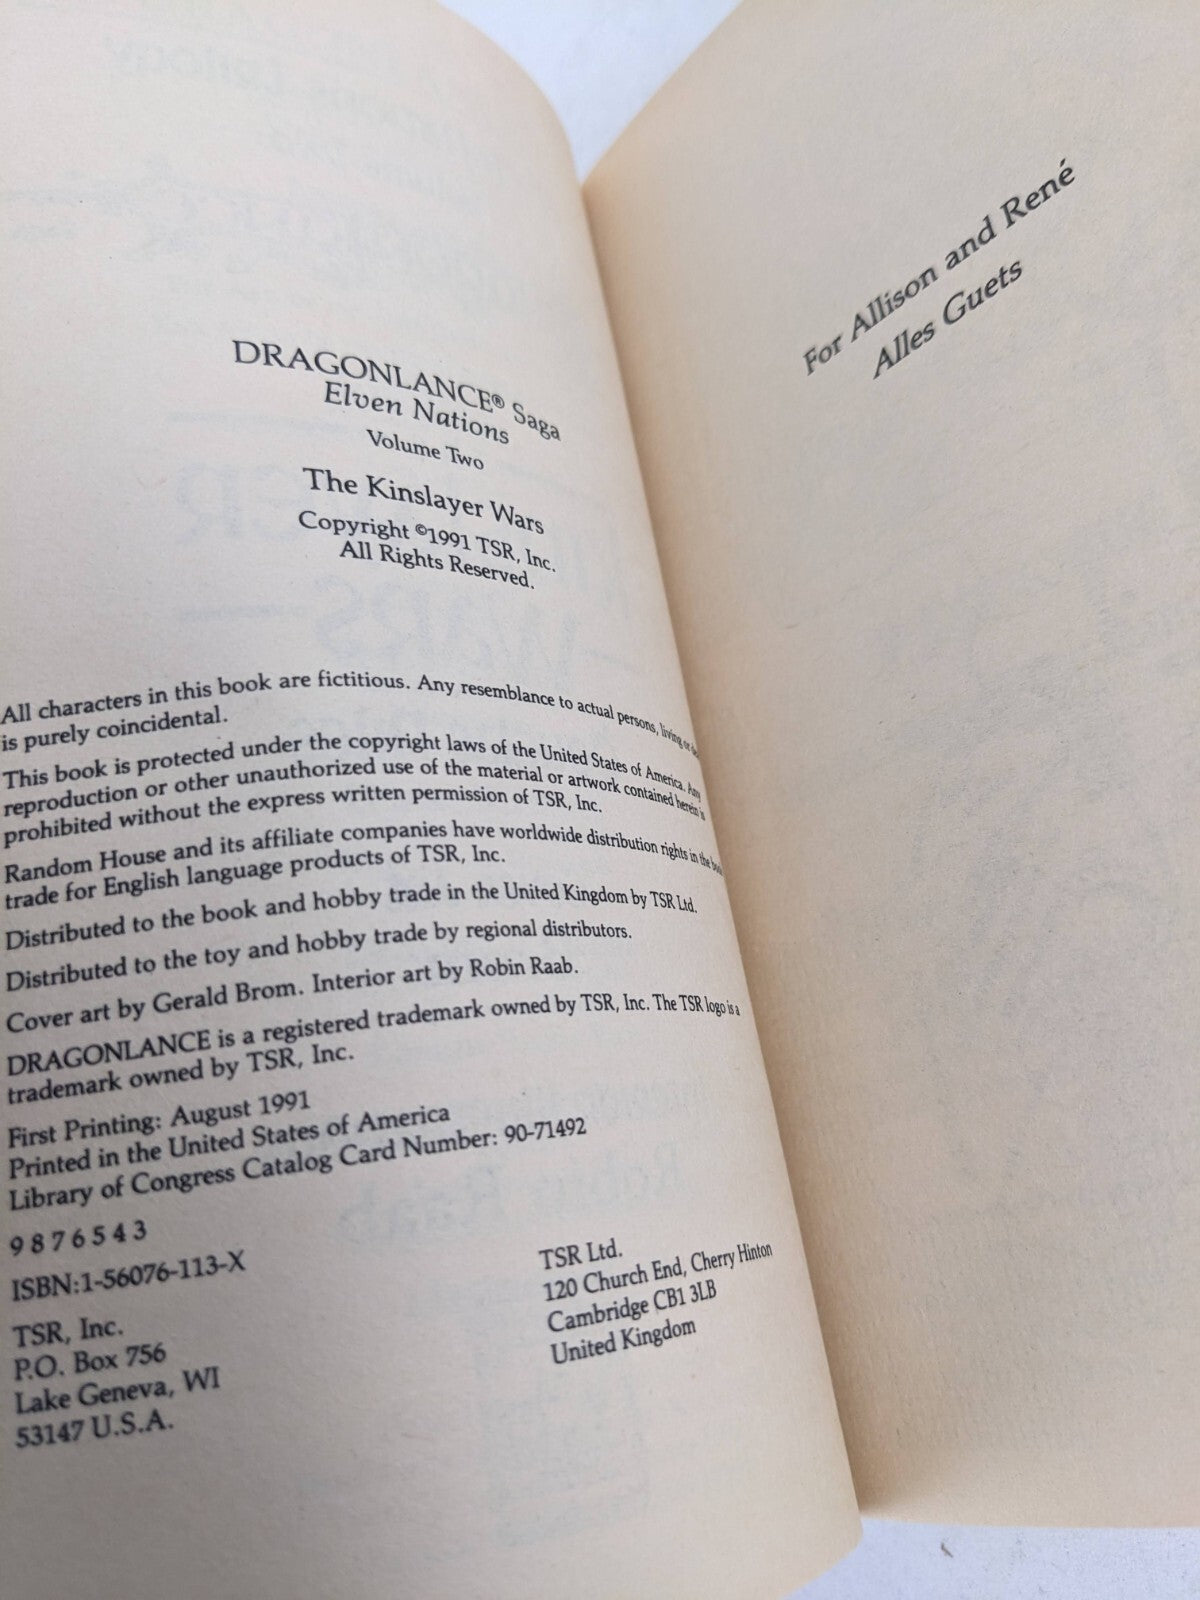 DRAGONLANCE® Saga
Elven Nations
Volume Two
The Kinslayer Wars
Copyright ©1991 TSR, Inc.
All Rights Reserved.
All characters in this book are fictitious. Any resemblance to actual persons, living or
is purely coincidental.
This book is protected under the copyright laws of the United States of America. Any
reproduction or other unauthorized use of the material or artwork contained herein is
prohibited without the express written permission of TSR, Inc.
Random House and its affiliate companies have worldwide distribution rights in the
trade for English language products of TSR, Inc.
Distributed to the book and hobby trade in the United Kingdom by TSR Ltd.
Distributed to the toy and hobby trade by regional distributors.
Cover art by Gerald Brom. Interior art by Robin Raab.
DRAGONLANCE is a registered trademark owned by TSR, Inc. The TSR logo is a
trademark owned by TSR, Inc.
First Printing: August 1991
Printed in the United States of America
Library of Congress Catalog Card Number: 90-71492
9 8 7 6 5 4 3
ISBN:1-56076-113-X
TSR, Inc.
P.O. Box 756
Lake Geneva, WI
53147 U.S.A.
TSR Ltd.
120 Church End, Cherry Hinton
Cambridge CB1 3LB
United Kingdom
For Allison and René
Alles Guets